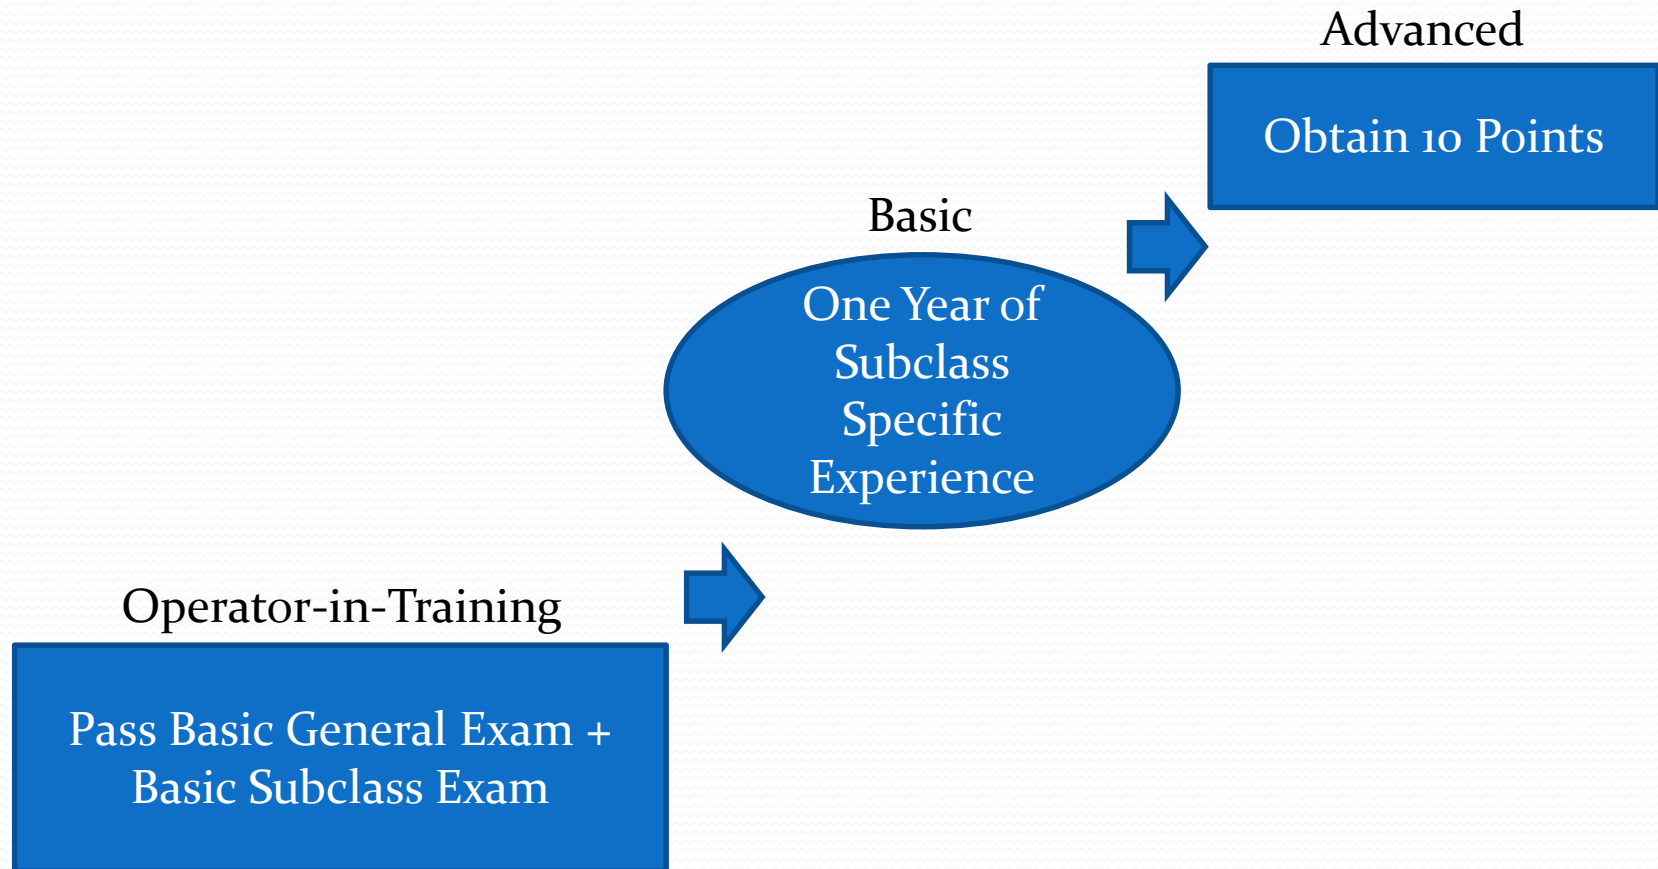 Advanced
Obtain 10 Points
Basic
One Year of
Subclass
Specific
Experience
Operator-in-Training
Pass Basic General Exam +
Basic Subclass Exam